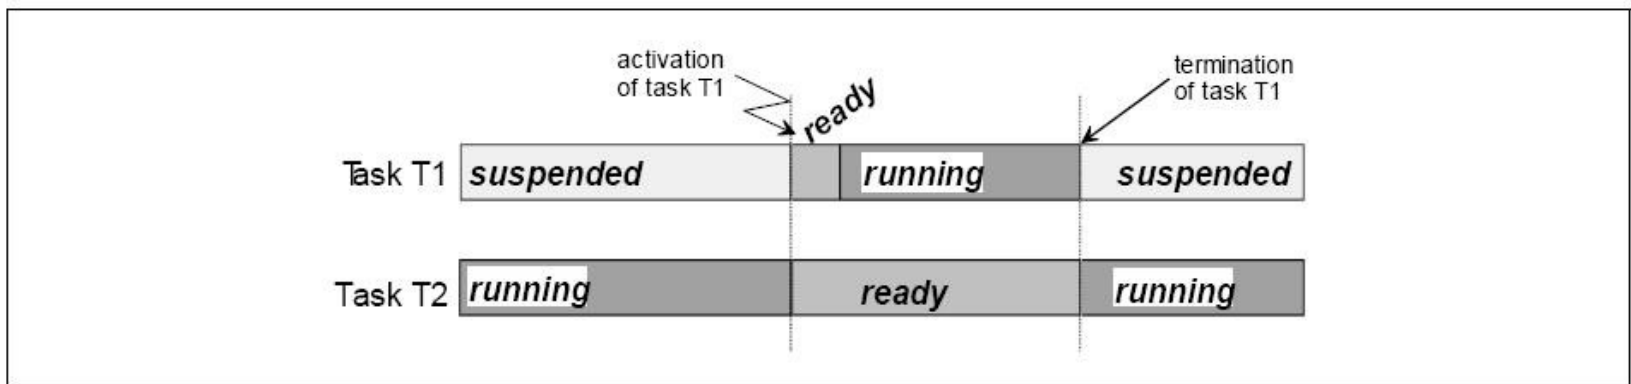 activation
of task T1
ready
termination
of task T1
Task T1
suspended
running
suspended
Task T2
running
ready
running